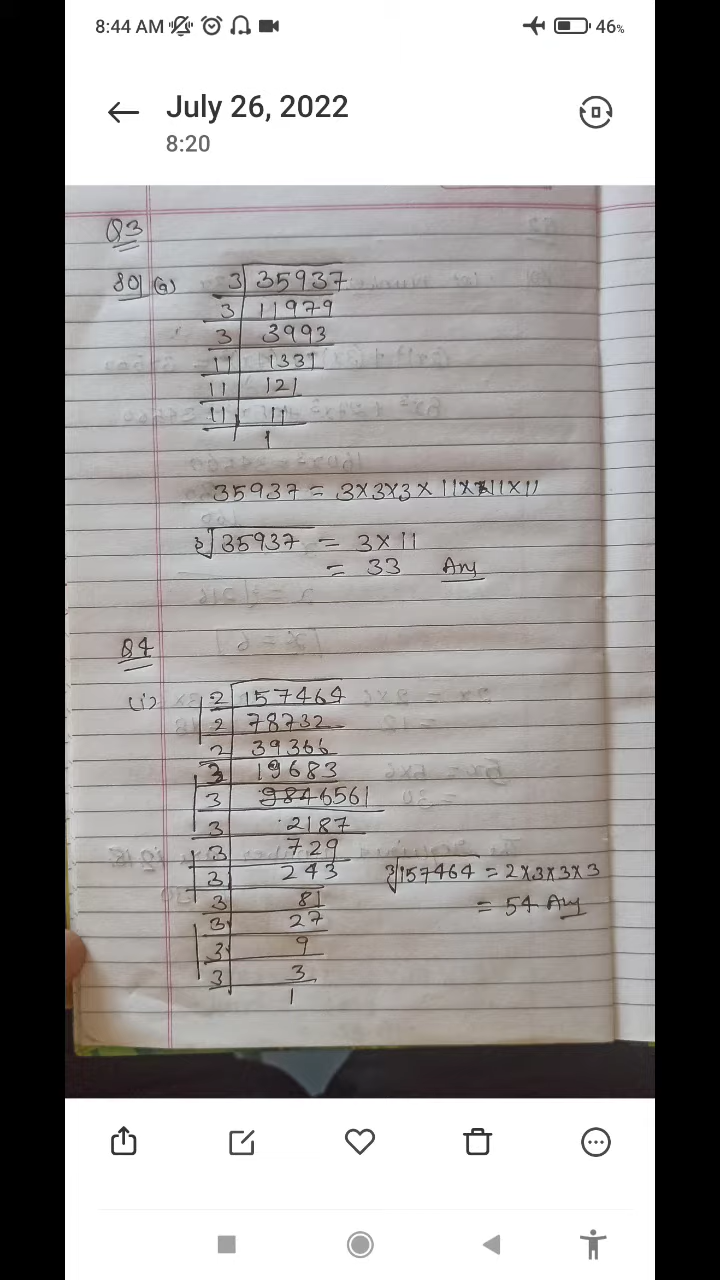 8:44 AM 46%
July 26, 2022
8:20
Q3
SOl (a) 3 35937
3 11979
3 3993
11 1331
11 121
11 11
1
35937 = 3×3×3× 11××11×11
3√35937 = 3×11
= 33 Ans
Q4
(i) 2 157464
2 78732
2 39366
3 19683
3 6561
3 2187
3 729
3 243
3√157464 = 2×3×3×3
3 81
= 54 Ans
3 27
3 9
3 3
1